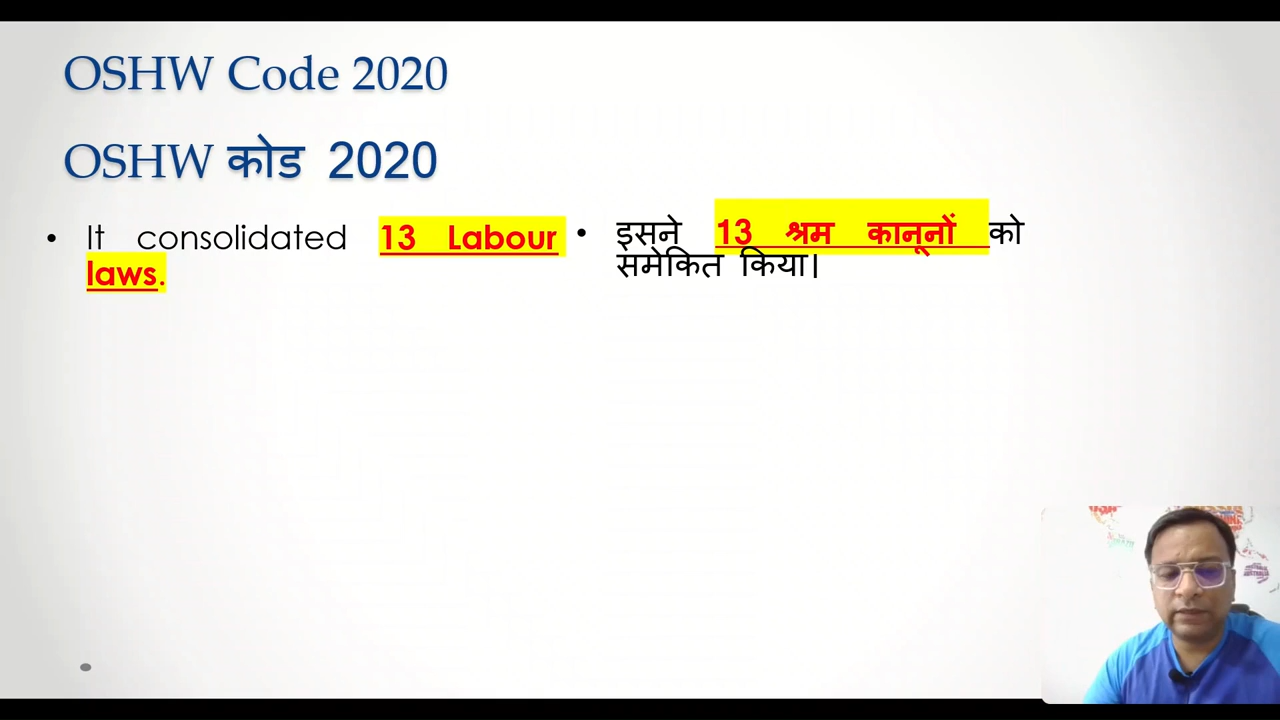 OSHW Code 2020
OSHW कोड 2020
• It consolidated 13 Labour
laws.
• इसने 13 श्रम कानूनों को
समेकित किया।